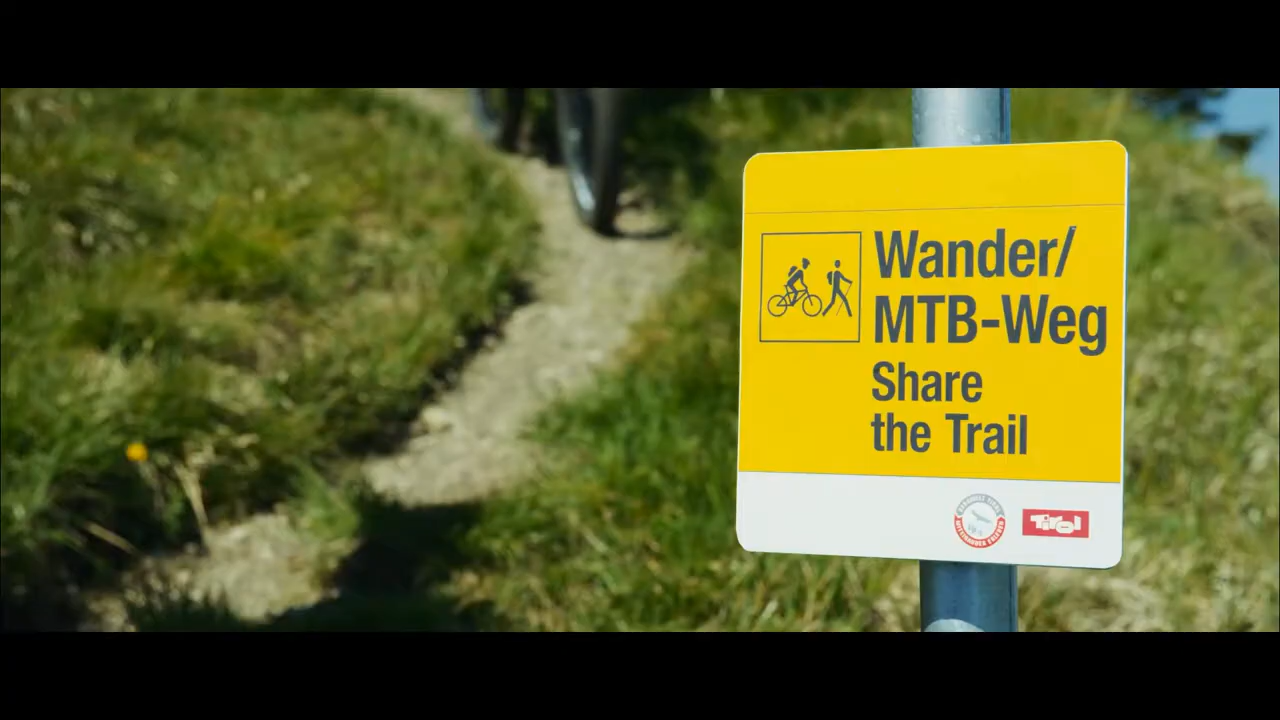 Wander/
MTB-Weg
Share
the Trail
Tirol